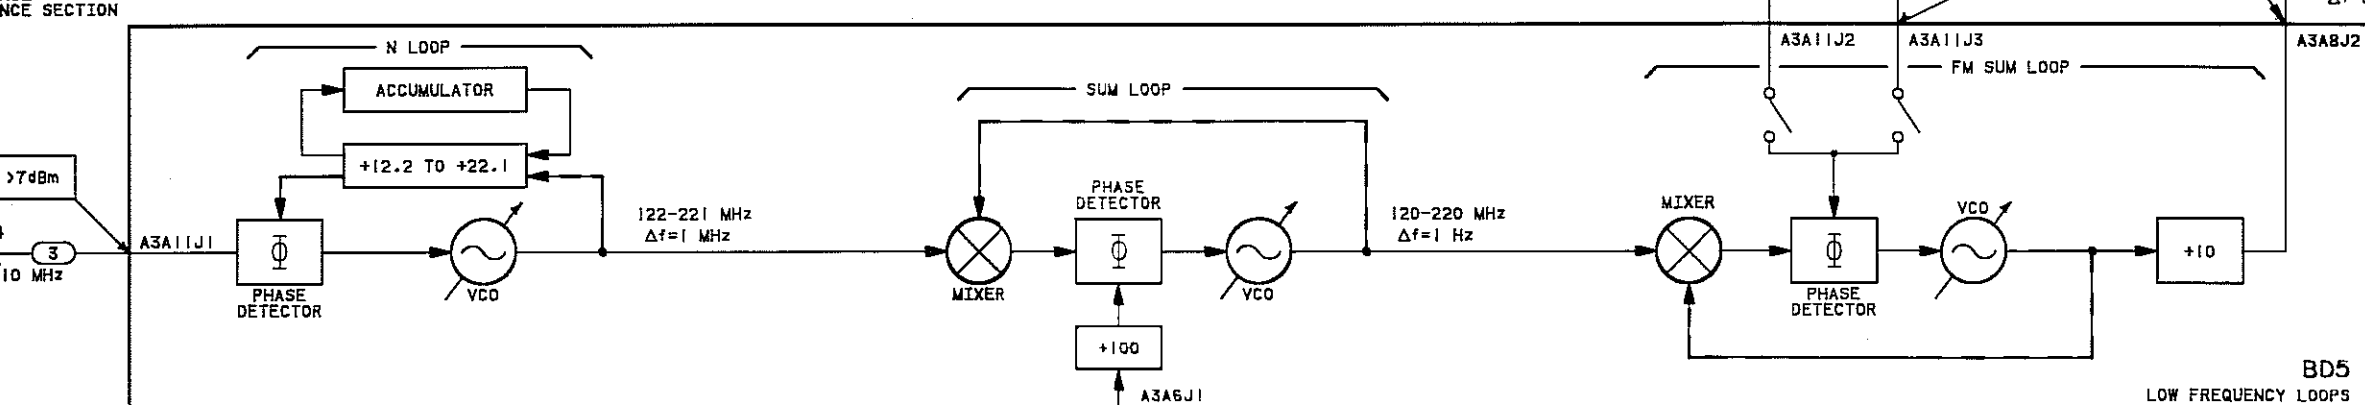 NCE SECTION
N LOOP
ACCUMULATOR
+12.2 TO +22.1
>7dBm
3
10 MHz
A3A11J1
Φ
PHASE
DETECTOR
VCO
122-221 MHz
Δf=1 MHz
SUM LOOP
MIXER
PHASE
DETECTOR
Φ
+100
A3A6J1
VCO
120-220 MHz
Δf=1 Hz
A3A11J2
A3A11J3
A3A8J2
FM SUM LOOP
MIXER
Φ
PHASE
DETECTOR
VCO
+10
BD5
LOW FREQUENCY LOOPS